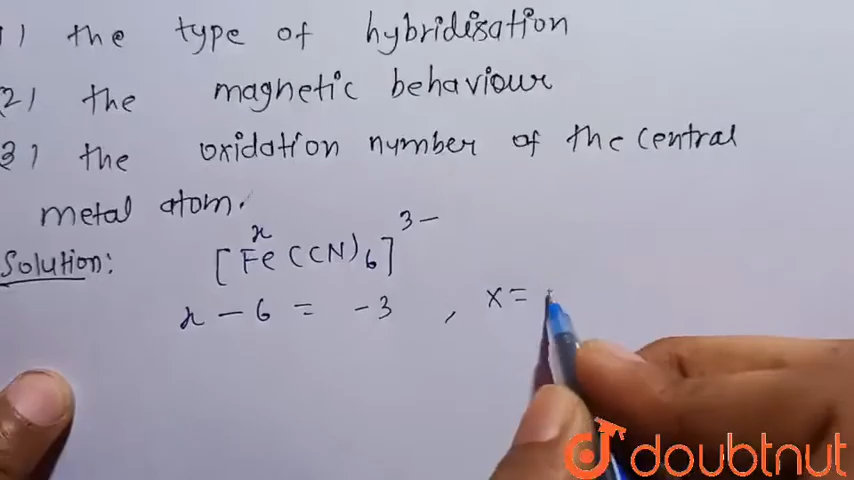 1) the type of hybridisation
(2) the magnetic behaviour
(3) the oxidation number of the central
metal atom.
Solution: [Fe(CN)6]3-
x
x - 6 = -3 , x =
doubtnut